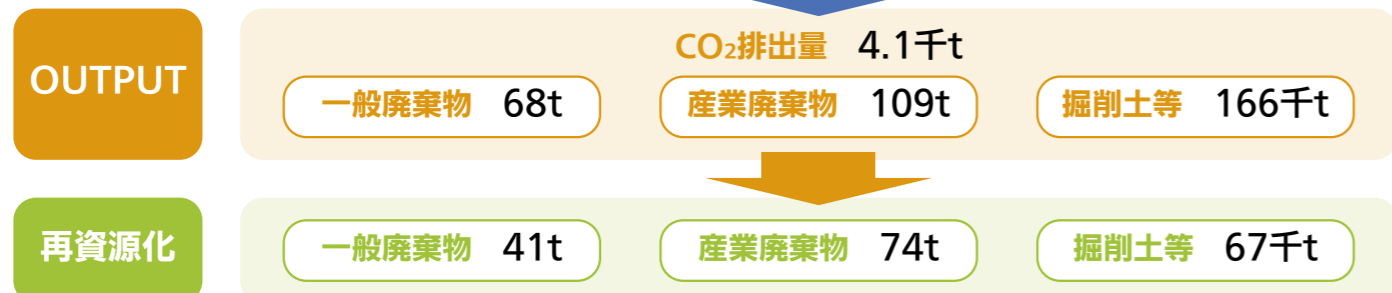 OUTPUT
CO₂排出量 4.1千t
一般廃棄物 68t 産業廃棄物 109t 掘削土等 166千t
再資源化
一般廃棄物 41t 産業廃棄物 74t 掘削土等 67千t